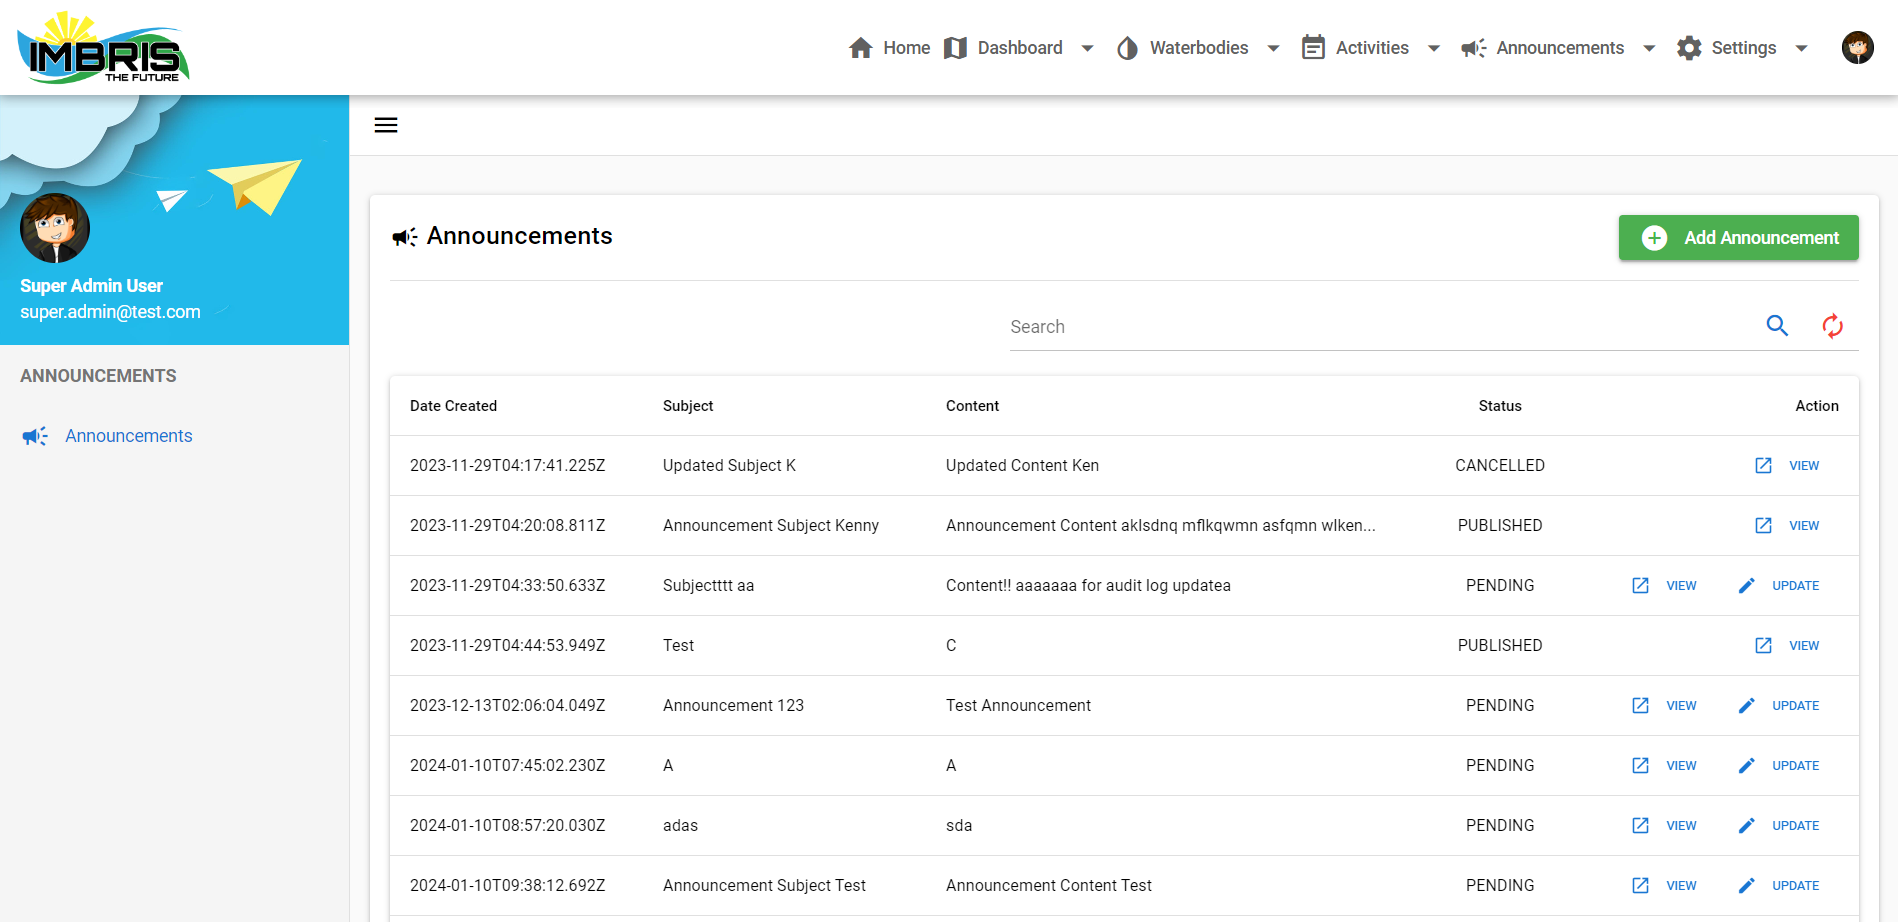 IMBRIS
THE FUTURE
Home Dashboard Waterbodies Activities Announcements Settings
Super Admin User
super.admin@test.com
ANNOUNCEMENTS
Announcements
Announcements
Add Announcement
Search
Date Created Subject Content Status Action
2023-11-29T04:17:41.225Z Updated Subject K Updated Content Ken CANCELLED VIEW
2023-11-29T04:20:08.811Z Announcement Subject Kenny Announcement Content aklsdnq mflkqwmn asfqmn wlken... PUBLISHED VIEW
2023-11-29T04:33:50.633Z Subjectttt aa Content!! aaaaaaa for audit log updatea PENDING VIEW UPDATE
2023-11-29T04:44:53.949Z Test C PUBLISHED VIEW
2023-12-13T02:06:04.049Z Announcement 123 Test Announcement PENDING VIEW UPDATE
2024-01-10T07:45:02.230Z A A PENDING VIEW UPDATE
2024-01-10T08:57:20.030Z adas sda PENDING VIEW UPDATE
2024-01-10T09:38:12.692Z Announcement Subject Test Announcement Content Test PENDING VIEW UPDATE